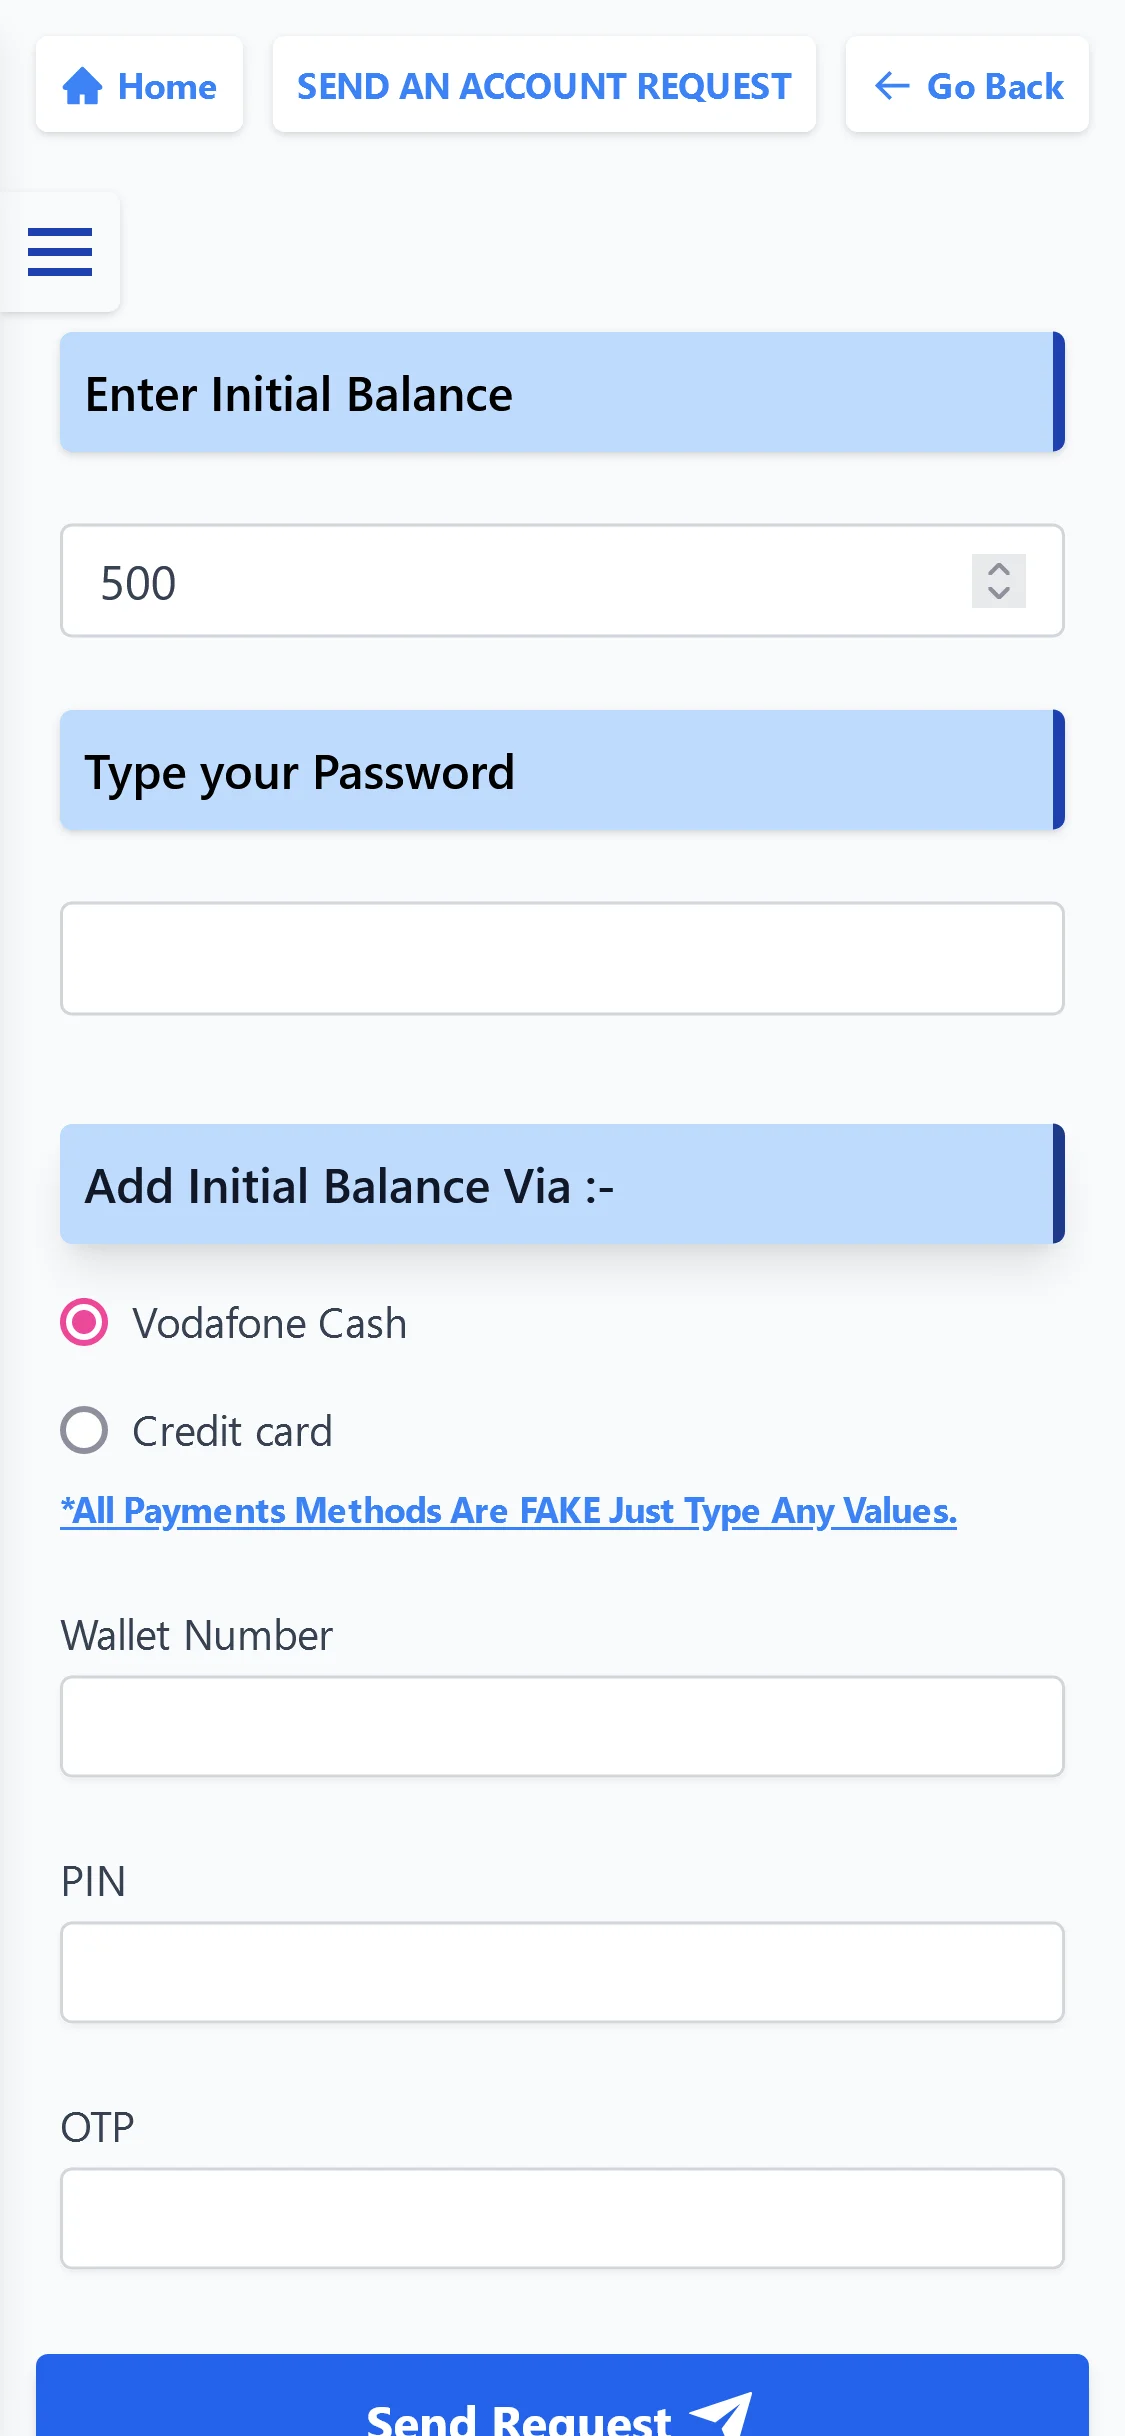 Home
SEND AN ACCOUNT REQUEST
Go Back
Enter Initial Balance
500
Type your Password
Add Initial Balance Via :-
Vodafone Cash
Credit card
*All Payments Methods Are FAKE Just Type Any Values.
Wallet Number
PIN
OTP
Send Request